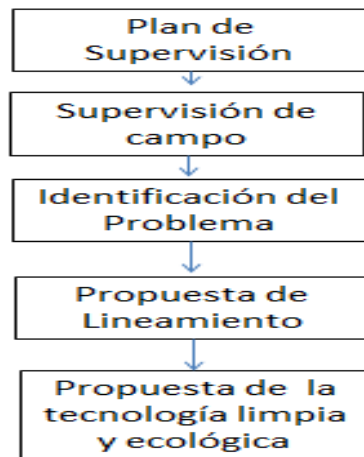 Plan de
Supervisión
Supervisión de
campo
Identificación del
Problema
Propuesta de
Lineamiento
Propuesta de la
tecnología limpia
y ecológica